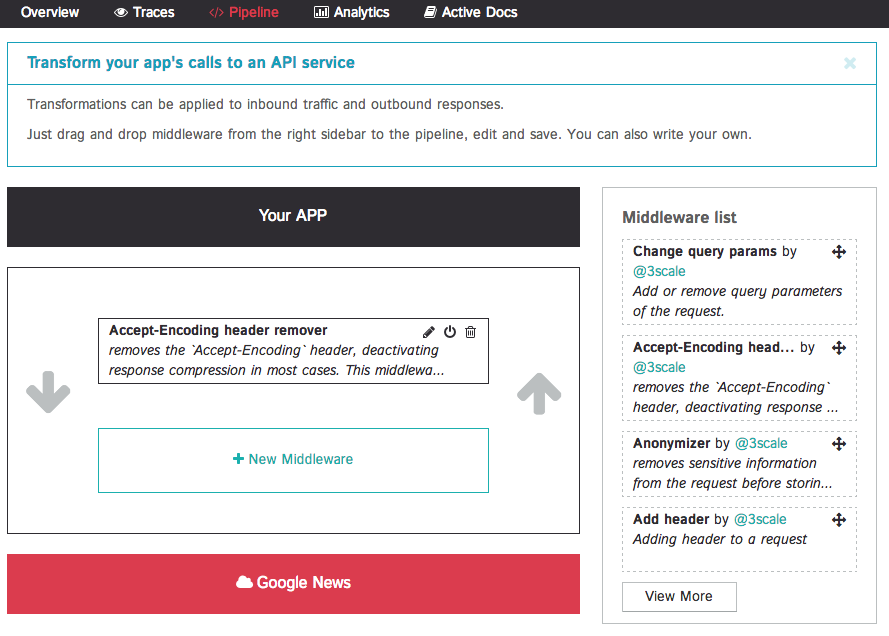 Overview Traces </> Pipeline Analytics Active Docs
Transform your app's calls to an API service
Transformations can be applied to inbound traffic and outbound responses.
Just drag and drop middleware from the right sidebar to the pipeline, edit and save. You can also write your own.
Your APP
Accept-Encoding header remover
removes the `Accept-Encoding` header, deactivating
response compression in most cases. This middlewa...
+ New Middleware
Google News
Middleware list
Change query params by
@3scale
Add or remove query parameters
of the request.
Accept-Encoding head... by
@3scale
removes the `Accept-Encoding`
header, deactivating response ...
Anonymizer by @3scale
removes sensitive information
from the request before storin...
Add header by @3scale
Adding header to a request
View More